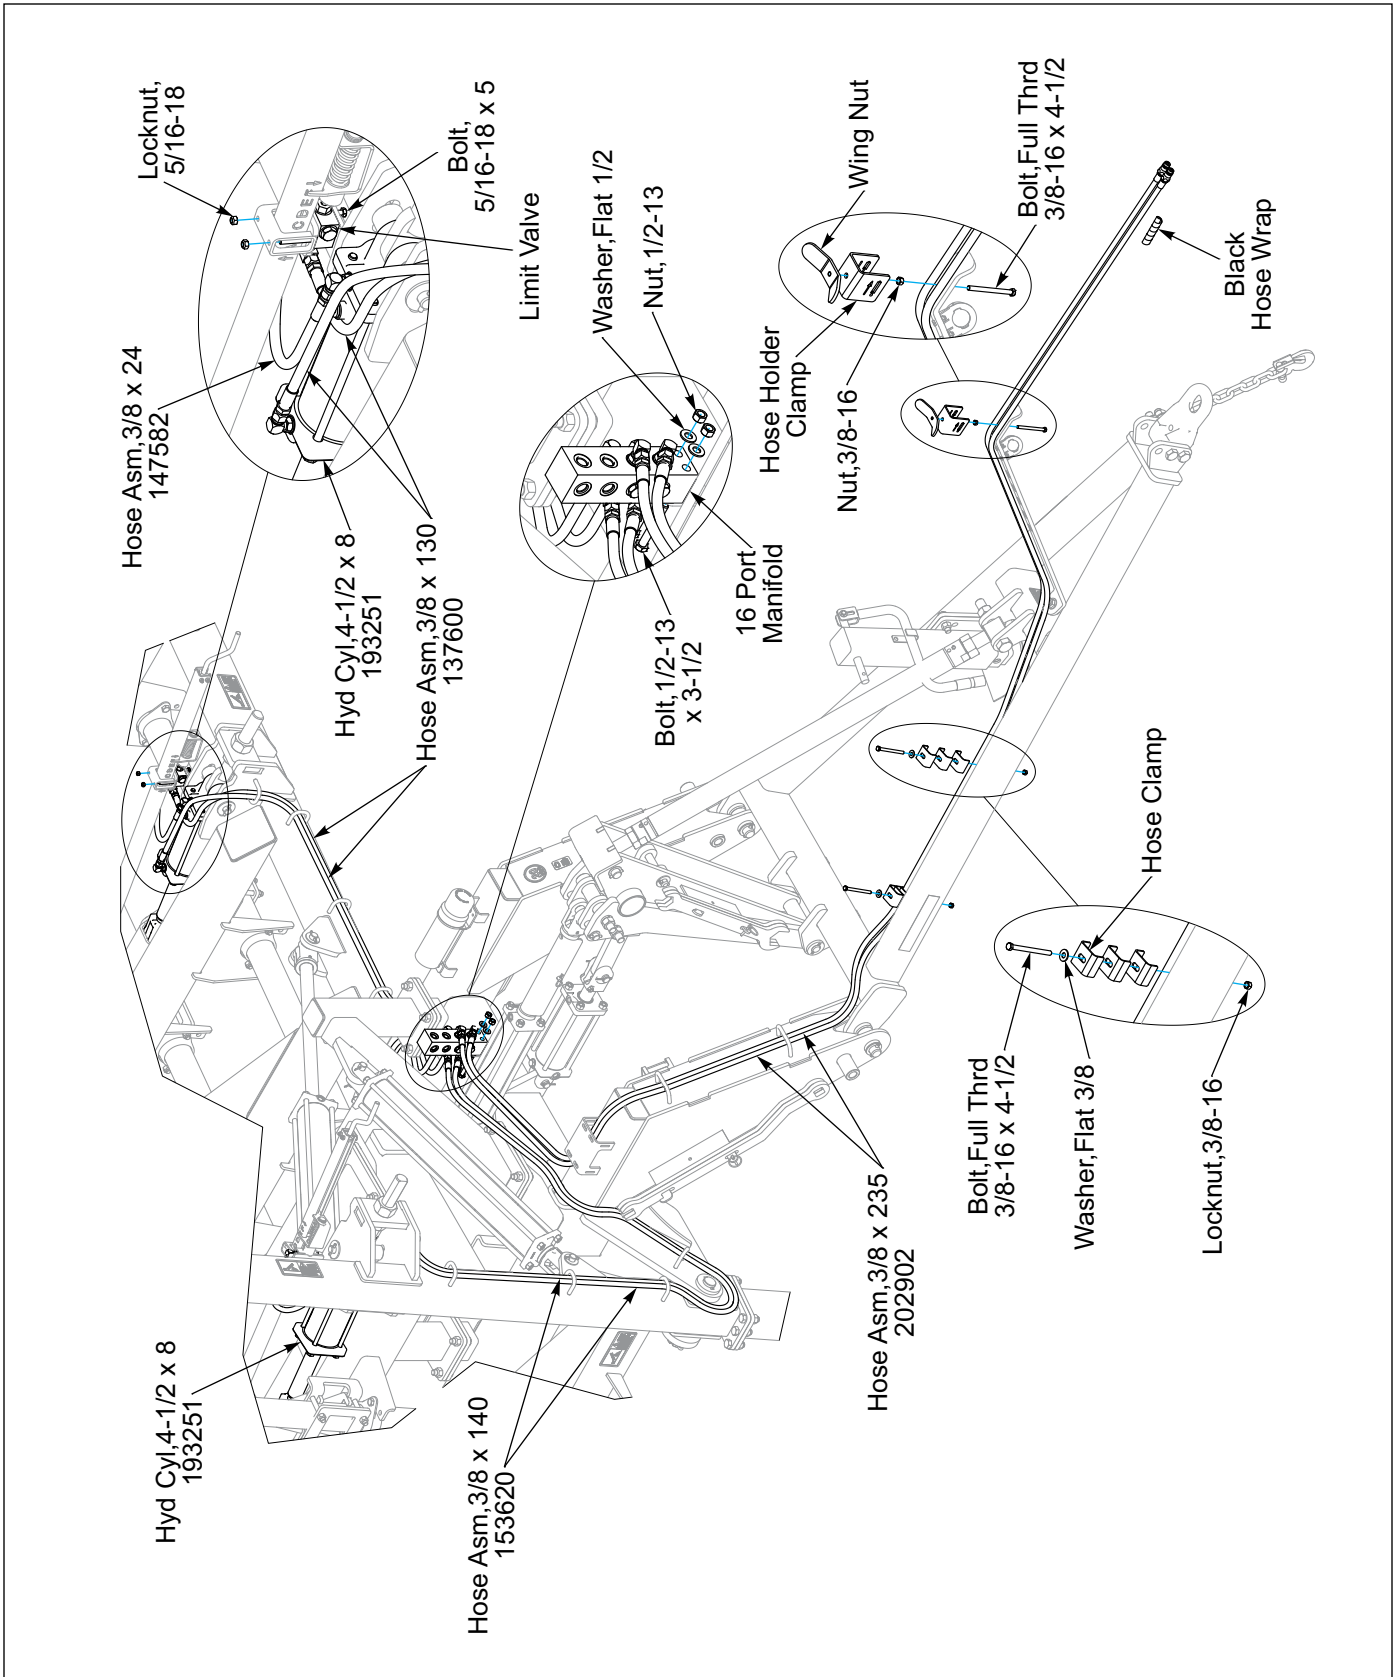 Locknut,
5/16-18
Bolt,
5/16-18 x 5
Limit Valve
Hose Asm,3/8 x 24
147582
Hyd Cyl,4-1/2 x 8
193251
Hose Asm,3/8 x 130
137600
Washer,Flat 1/2
Nut,1/2-13
Bolt,1/2-13
x 3-1/2
16 Port
Manifold
Wing Nut
Bolt,Full Thrd
3/8-16 x 4-1/2
Hose Holder
Clamp
Nut,3/8-16
Black
Hose Wrap
Hose Clamp
Bolt,Full Thrd
3/8-16 x 4-1/2
Washer,Flat 3/8
Locknut,3/8-16
Hose Asm,3/8 x 235
202902
Hyd Cyl,4-1/2 x 8
193251
Hose Asm,3/8 x 140
153620